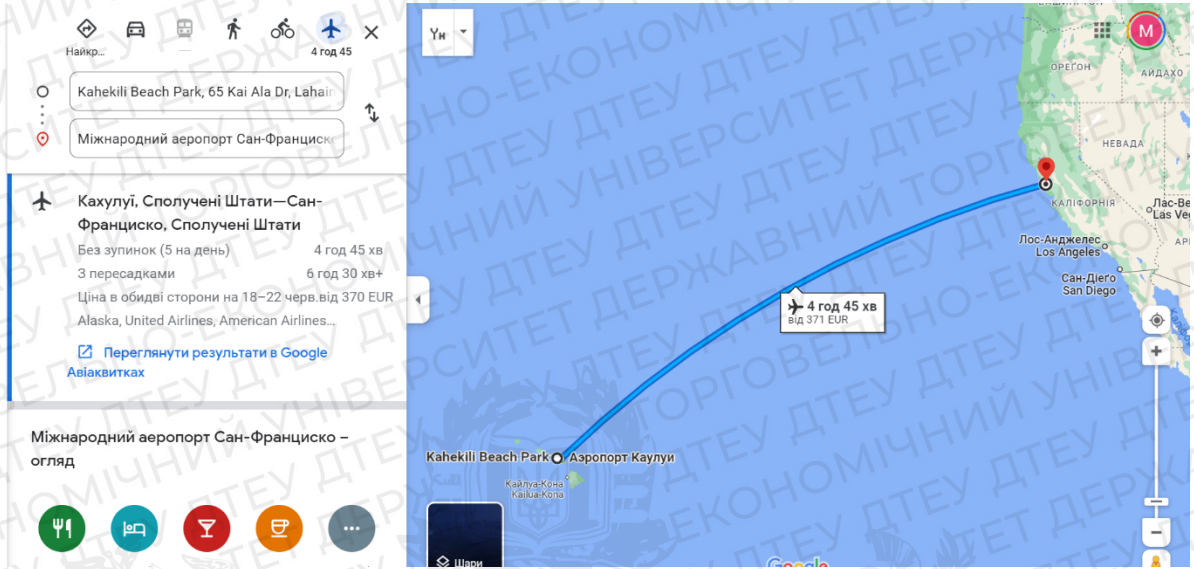 Найкр...
4 год 45
Kahekili Beach Park, 65 Kai Ala Dr, Lahain
Міжнародний аеропорт Сан-Франциско
Кахулуї, Сполучені Штати—Сан-
Франциско, Сполучені Штати
Без зупинок (5 на день) 4 год 45 хв
З пересадками 6 год 30 хв+
Ціна в обидві сторони на 18–22 черв.від 370 EUR
Alaska, United Airlines, American Airlines...
Переглянути результати в Google
Авіаквитках
Міжнародний аеропорт Сан-Франциско –
огляд
Ук
M
ОРЕГОН
АЙДАХО
НЕВАДА
КАЛІФОРНІЯ
Лас-Ве
Las Ve
Лос-Анджелес
Los Angeles
Сан-Дієго
San Diego
4 год 45 хв
від 371 EUR
Kahekili Beach Park
Аэропорт Каулуи
Кайлуа-Кона
Kailua-Kona
Шари
Google
ДЕРЖАВНИЙ ТОРГОВЕЛЬНО-ЕКОНОМІЧНИЙ УНІВЕРСИТЕТ ДТЕУ